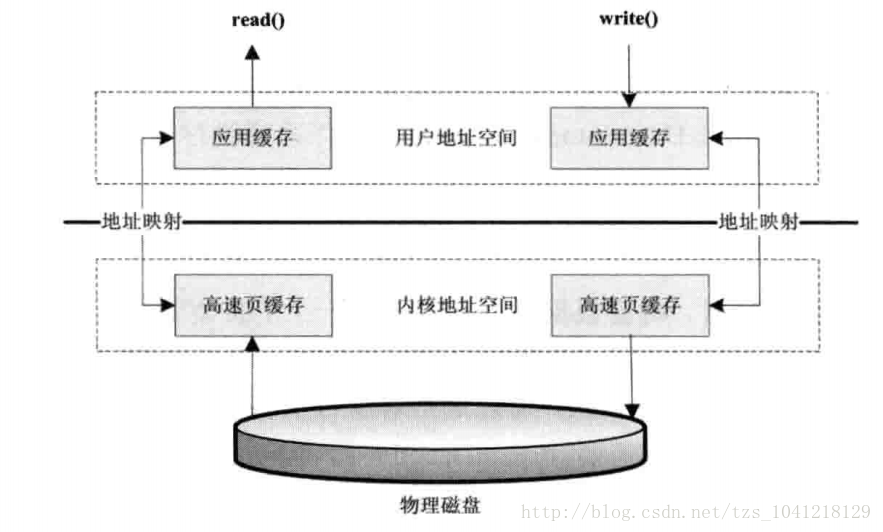 read()
write()
应用缓存
用户地址空间
应用缓存
地址映射
地址映射
高速页缓存
内核地址空间
高速页缓存
物理磁盘
http://blog.csdn.net/tzs_1041218129